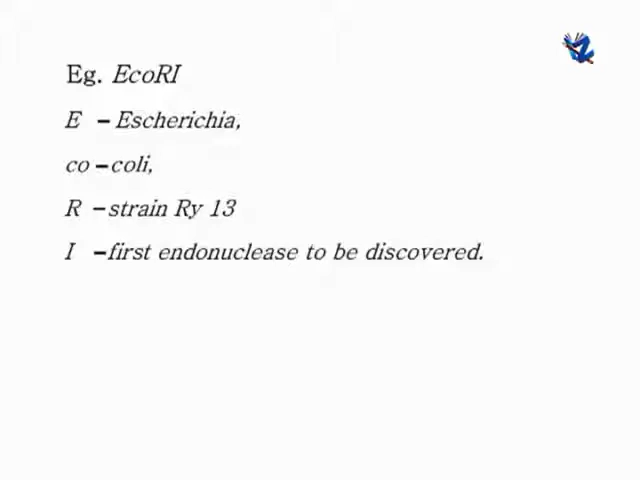 Eg. EcoRI
E – Escherichia,
co – coli,
R – strain Ry 13
I – first endonuclease to be discovered.